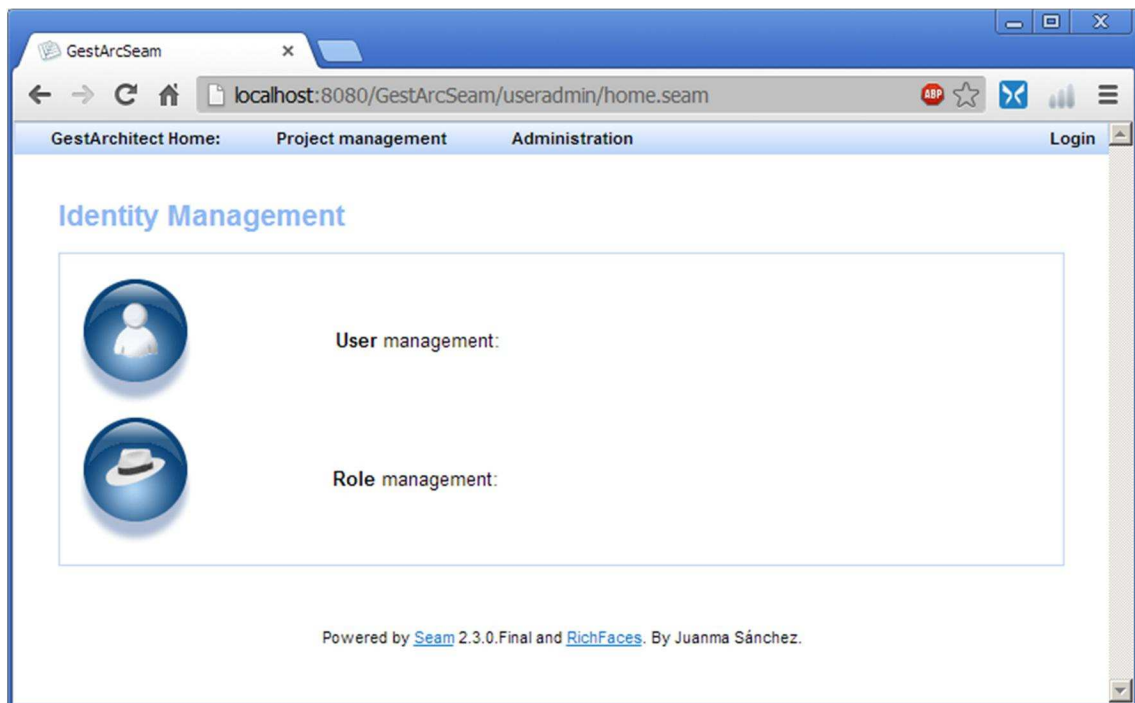 GestArcSeam
localhost:8080/GestArcSeam/useradmin/home.seam
ABP
GestArchitect Home: Project management Administration Login
Identity Management
User management:
Role management:
Powered by Seam 2.3.0.Final and RichFaces. By Juanma Sánchez.